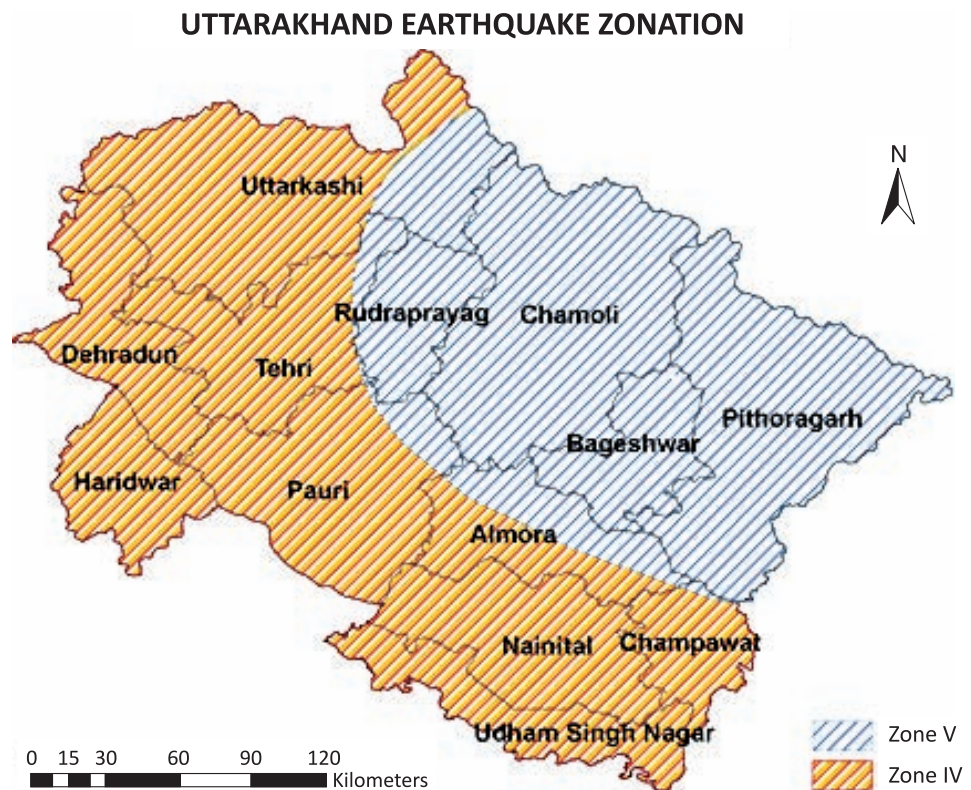 UTTARAKHAND EARTHQUAKE ZONATION
N
Uttarkashi
Rudraprayag
Chamoli
Dehradun
Tehri
Pithoragarh
Bageshwar
Haridwar
Pauri
Almora
Nainital
Champawat
Udham Singh Nagar
Zone V
Zone IV
0 15 30 60 90 120
Kilometers